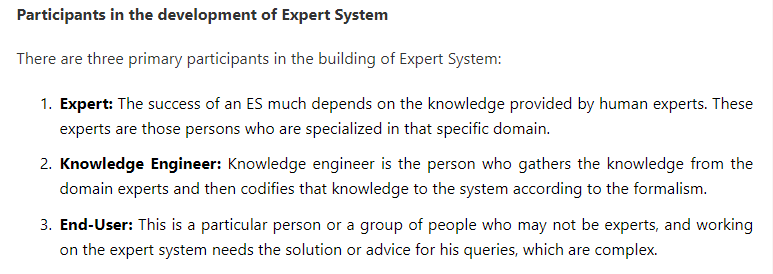 Participants in the development of Expert System
There are three primary participants in the building of Expert System:
1. Expert: The success of an ES much depends on the knowledge provided by human experts. These
experts are those persons who are specialized in that specific domain.
2. Knowledge Engineer: Knowledge engineer is the person who gathers the knowledge from the
domain experts and then codifies that knowledge to the system according to the formalism.
3. End-User: This is a particular person or a group of people who may not be experts, and working
on the expert system needs the solution or advice for his queries, which are complex.